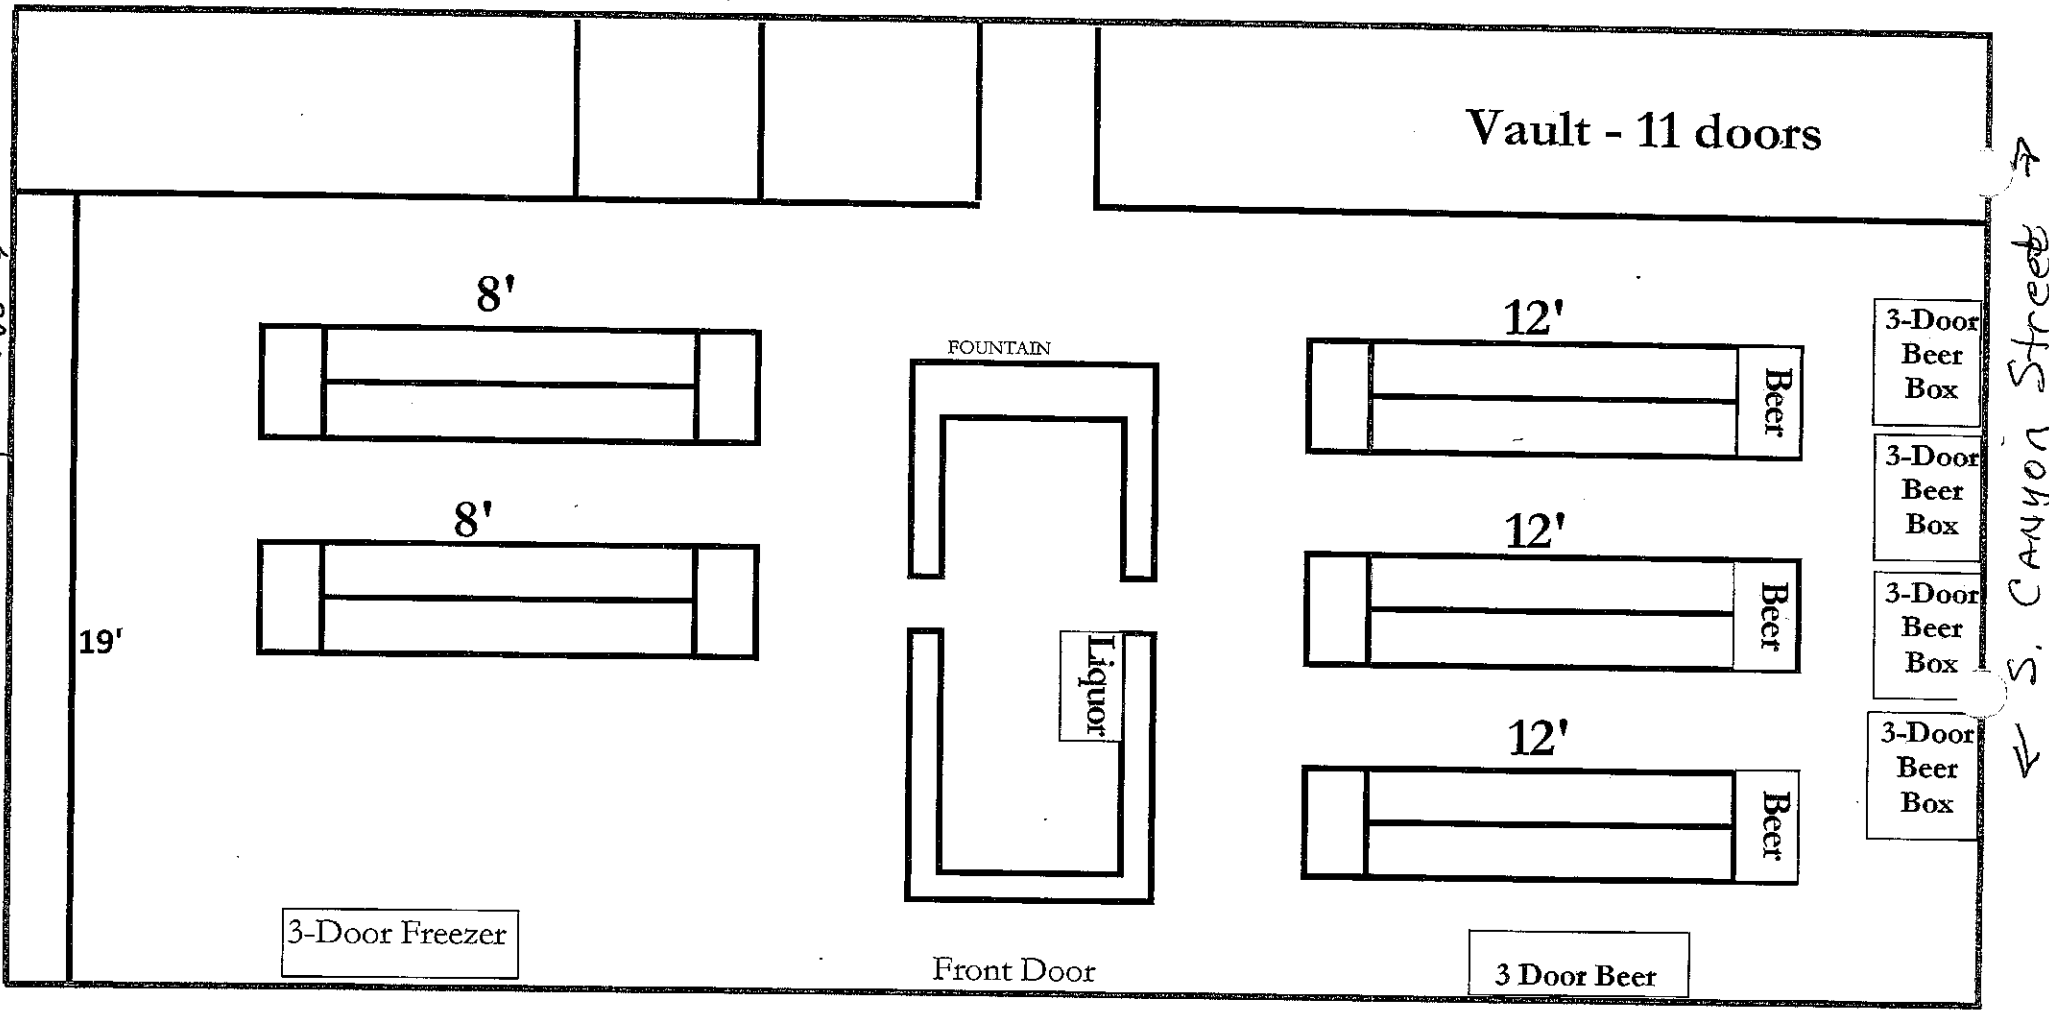 Vault - 11 doors
8'
12'
FOUNTAIN
Beer
3-Door
Beer
Box
3-Door
Beer
Box
8'
12'
Beer
3-Door
Beer
Box
19'
Liquor
12'
Beer
3-Door
Beer
Box
3-Door Freezer
Front Door
3 Door Beer
S. CANYON Street